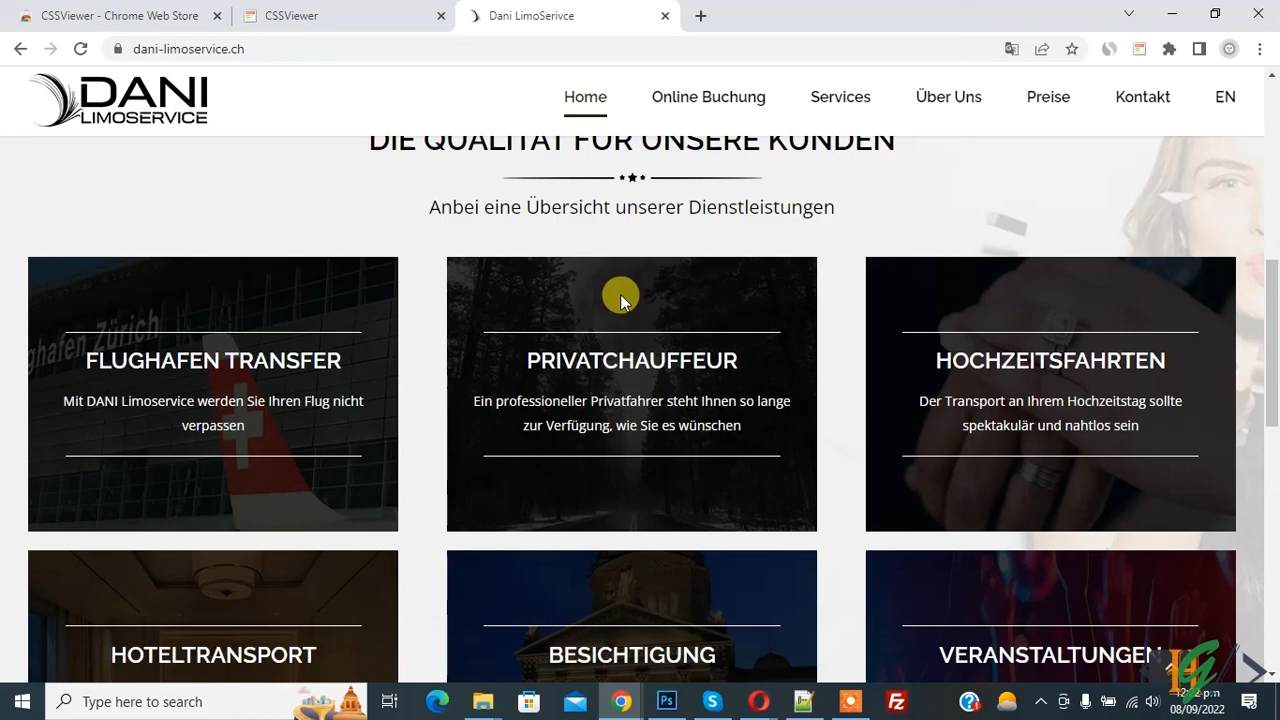 CSSViewer - Chrome Web Store
CSSViewer
Dani LimoSerivce
dani-limoservice.ch
DANI
LIMOSERVICE
Home
Online Buchung
Services
Über Uns
Preise
Kontakt
EN
DIE QUALITÄT FÜR UNSERE KUNDEN
Anbei eine Übersicht unserer Dienstleistungen
ghafen Zürich
FLUGHAFEN TRANSFER
Mit DANI Limoservice werden Sie Ihren Flug nicht
verpassen
PRIVATCHAUFFEUR
Ein professioneller Privatfahrer steht Ihnen so lange
zur Verfügung, wie Sie es wünschen
HOCHZEITSFAHRTEN
Der Transport an Ihrem Hochzeitstag sollte
spektakulär und nahtlos sein
HOTELTRANSPORT
BESICHTIGUNG
VERANSTALTUNGEN
Type here to search
Ps
Fz
08/09/2022